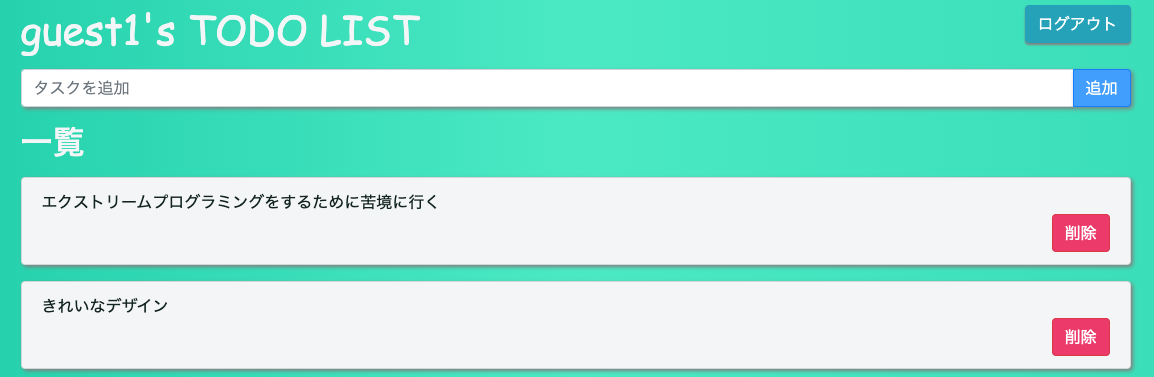 guest1's TODO LIST
ログアウト
タスクを追加
追加
一覧
エクストリームプログラミングをするために苦境に行く
削除
きれいなデザイン
削除